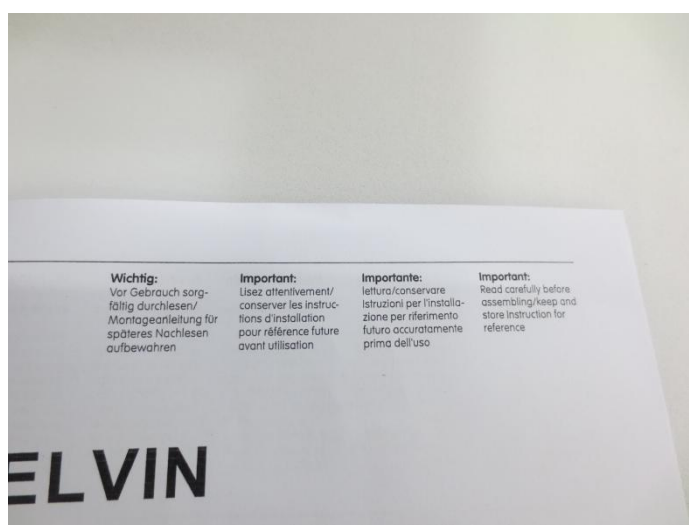 Wichtig:
Vor Gebrauch sorg-
fältig durchlesen/
Montageanleitung für
späteres Nachlesen
aufbewahren
Important:
Lisez attentivement/
conserver les instruc-
tions d'installation
pour référence future
avant utilisation
Importante:
lettura/conservare
Istruzioni per l'installa-
zione per riferimento
futuro accuratamente
prima dell'uso
Important:
Read carefully before
assembling/keep and
store Instruction for
reference
ELVIN